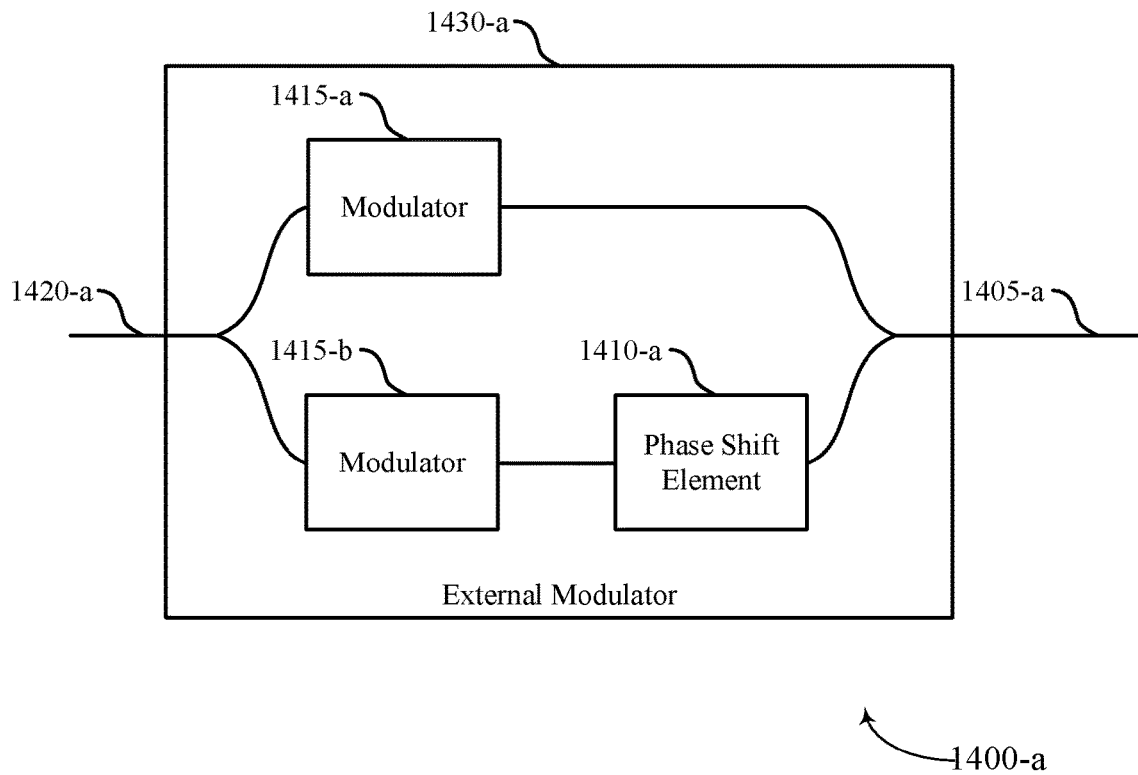 1430-a
1415-a
Modulator
1420-a
1405-a
1415-b
1410-a
Modulator
Phase Shift
Element
External Modulator
1400-a